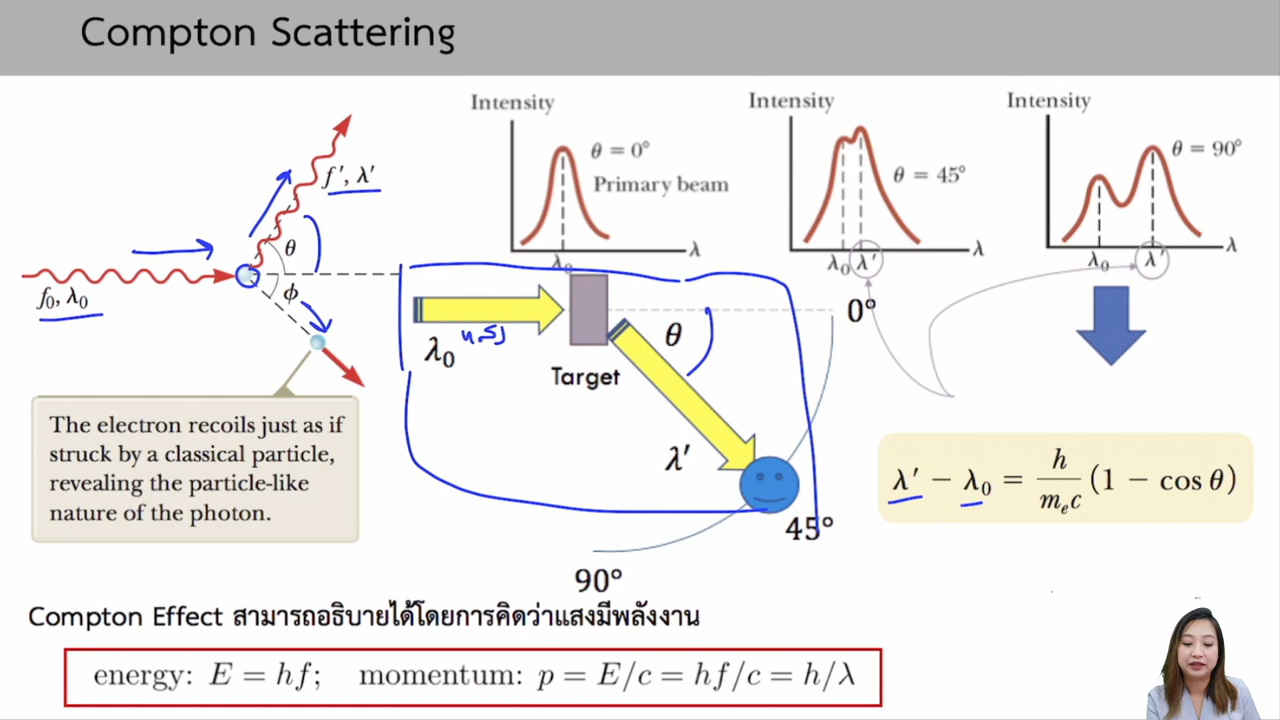 Compton Scattering
f', λ'
θ
ϕ
f₀, λ₀
The electron recoils just as if
struck by a classical particle,
revealing the particle-like
nature of the photon.
Intensity
θ = 0°
Primary beam
λ
λ₀
Intensity
θ = 45°
λ
λ₀ λ'
Intensity
θ = 90°
λ
λ₀ λ'
λ₀
แสง
Target
θ
λ'
0°
45°
90°
λ' − λ₀ = h/mₑc (1 − cos θ)
Compton Effect สามารถอธิบายได้โดยการคิดว่าแสงมีพลังงาน
energy: E = hf; momentum: p = E/c = hf/c = h/λ